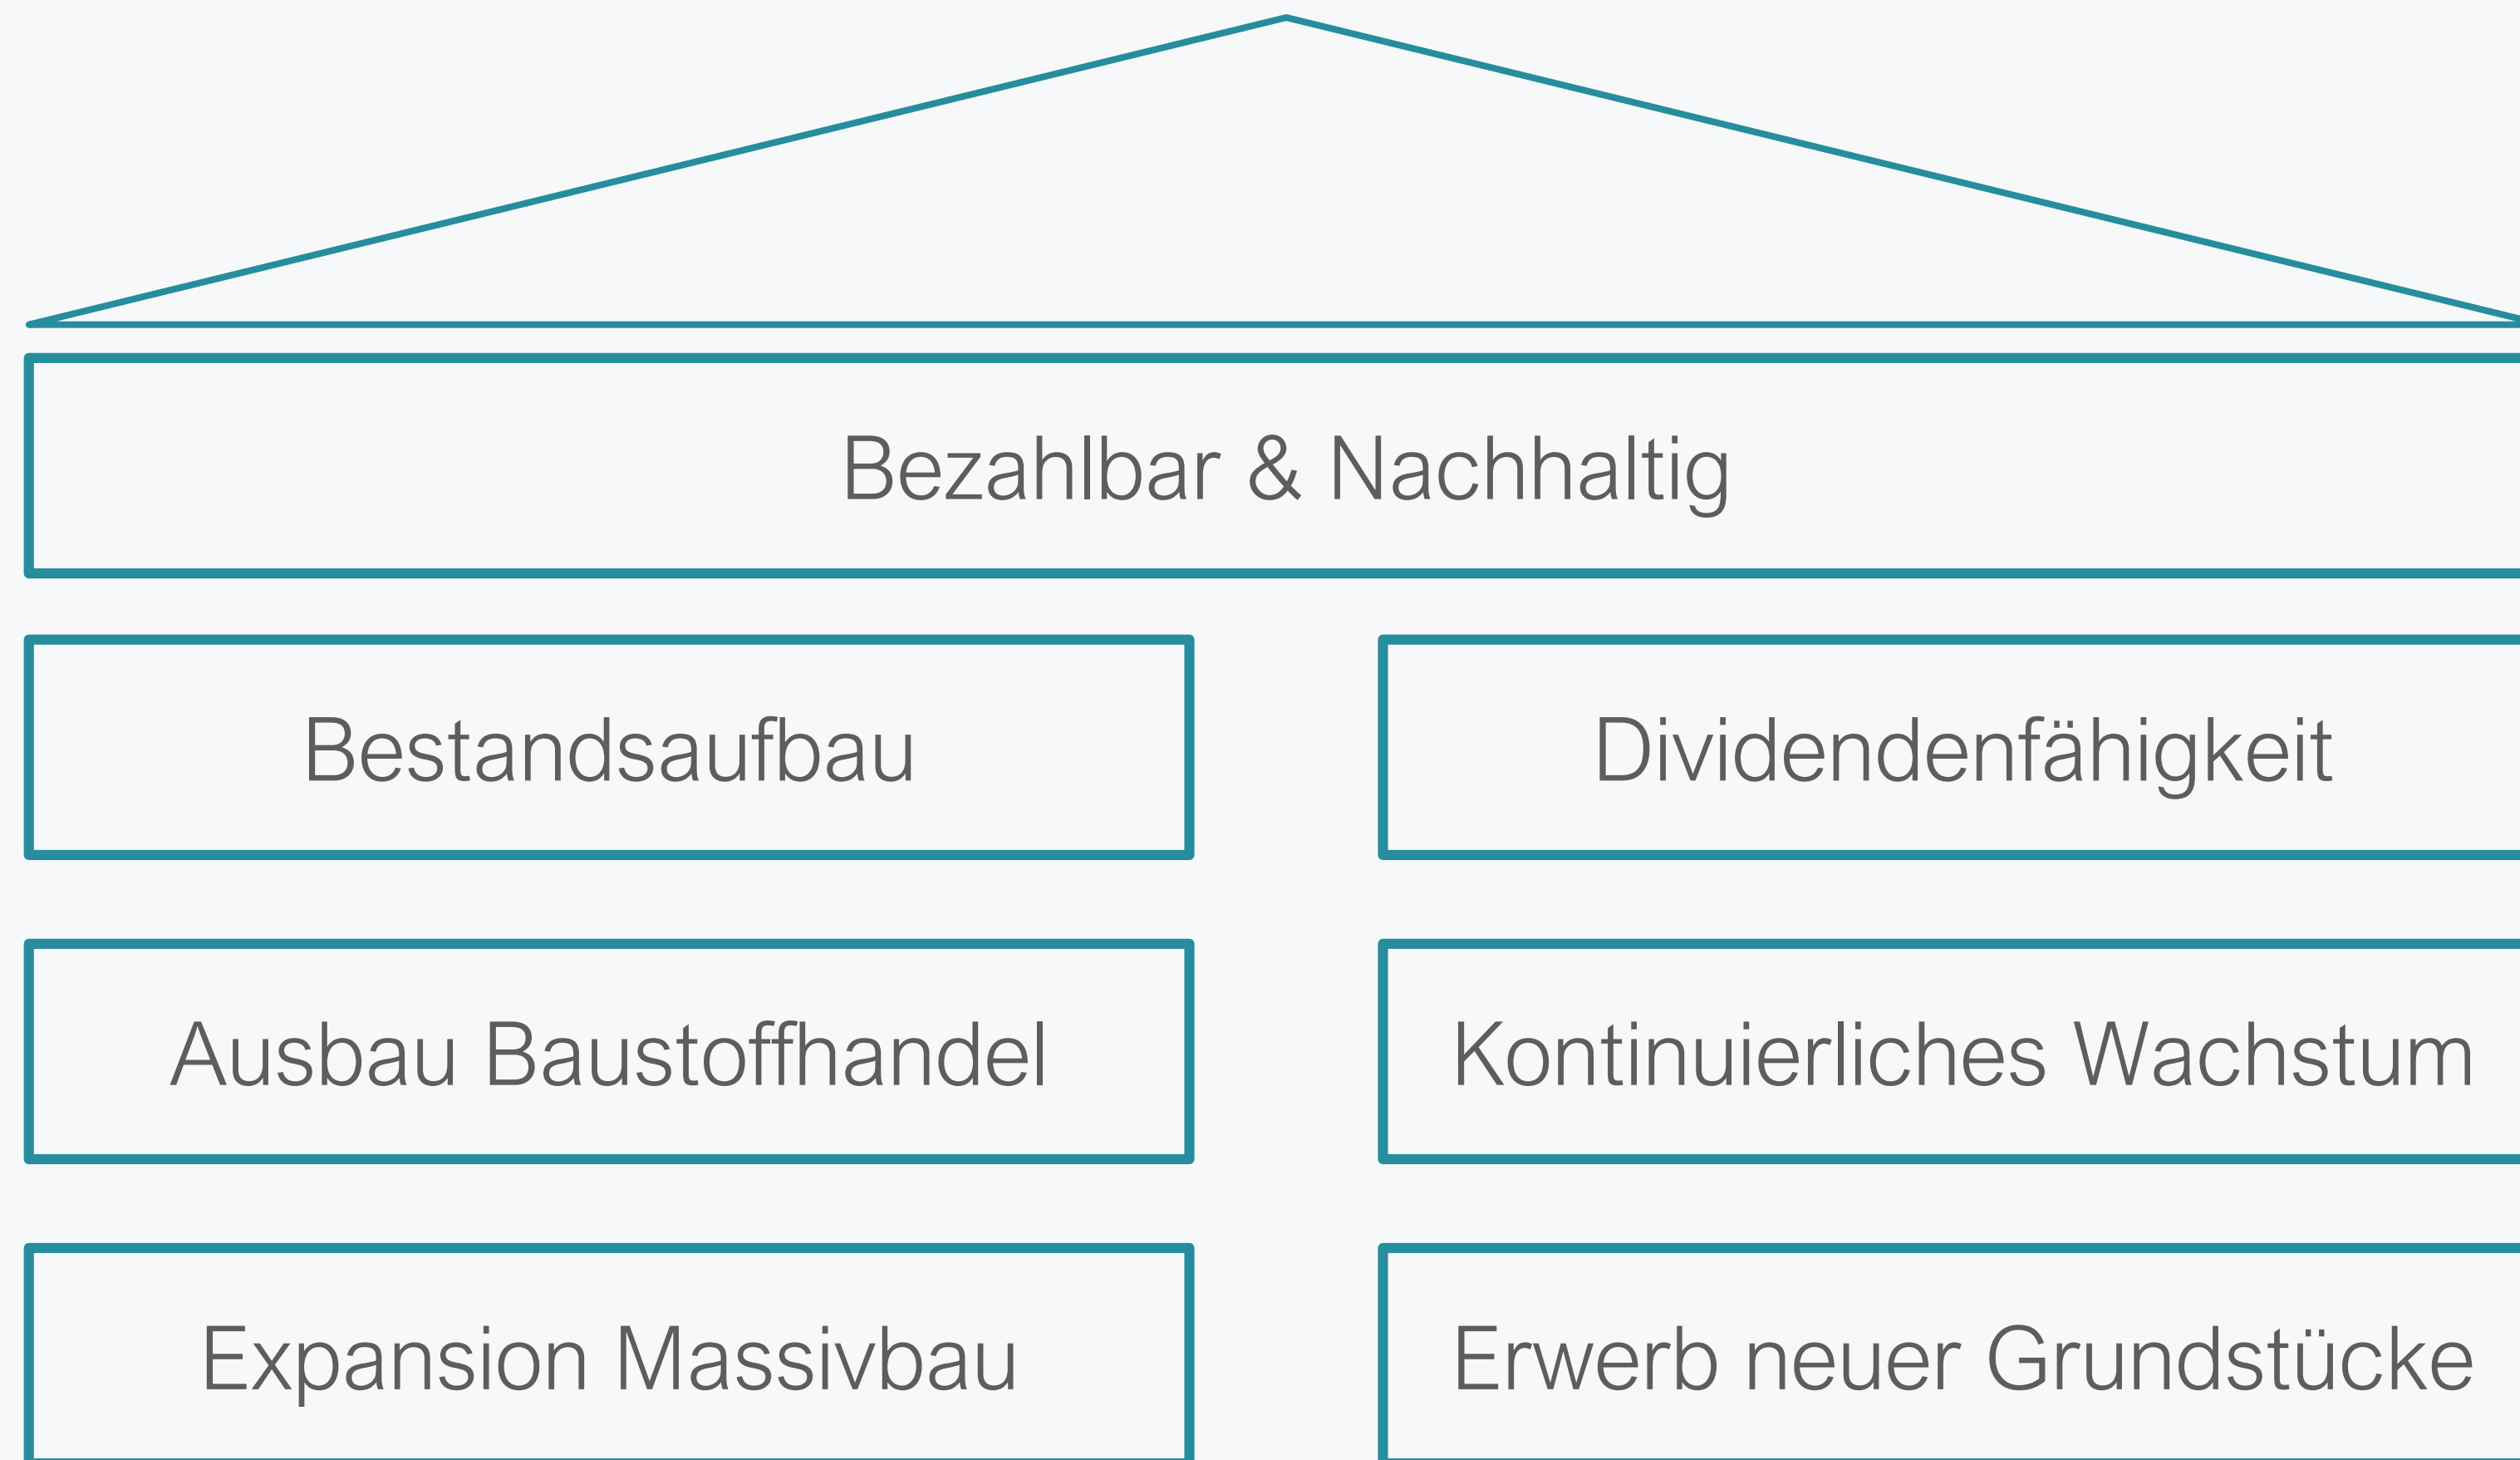 Bezahlbar & Nachhaltig
Bestandsaufbau
Dividendenfähigkeit
Ausbau Baustoffhandel
Kontinuierliches Wachstum
Expansion Massivbau
Erwerb neuer Grundstücke